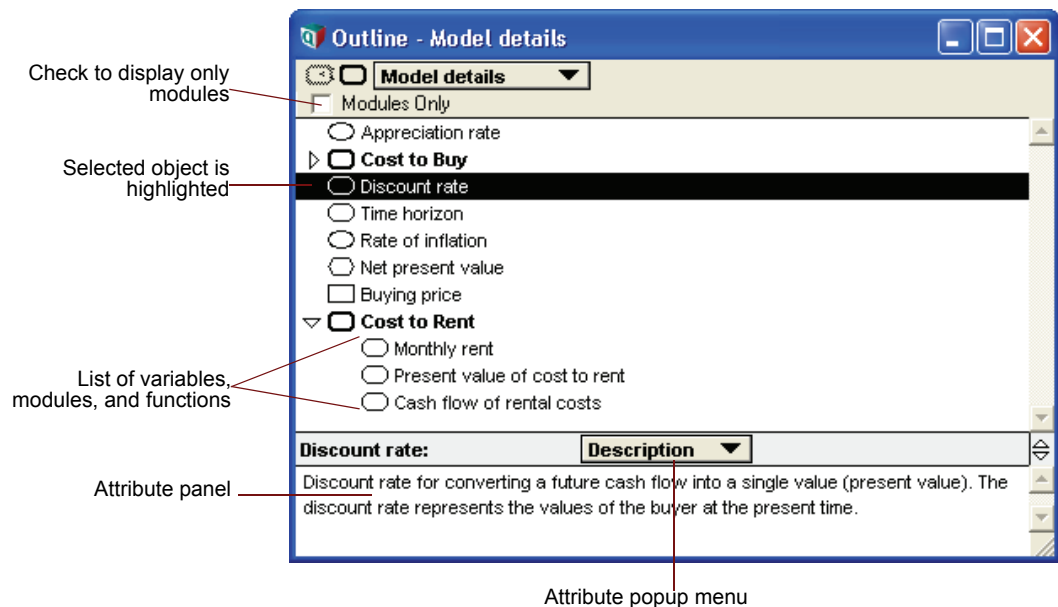 Outline - Model details
Check to display only
modules
Model details
Modules Only
Appreciation rate
Cost to Buy
Selected object is
highlighted
Discount rate
Time horizon
Rate of inflation
Net present value
Buying price
Cost to Rent
Monthly rent
List of variables,
modules, and functions
Present value of cost to rent
Cash flow of rental costs
Discount rate:
Description
Attribute panel
Discount rate for converting a future cash flow into a single value (present value). The
discount rate represents the values of the buyer at the present time.
Attribute popup menu